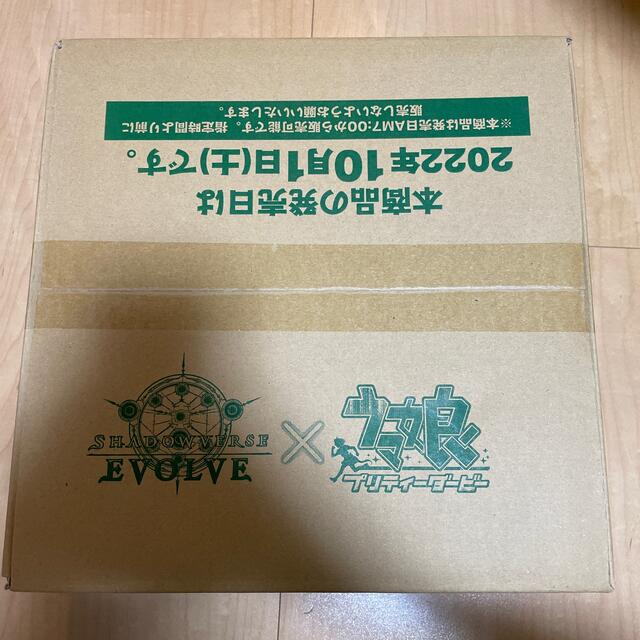 本商品の発売日は
2022年10月1日(土)です。
※本商品は発売日AM7:00から販売可能です。指定時間より前に
販売しないようお願いいたします。
SHADOWVERSE
EVOLVE
×
ウマ娘
プリティーダービー